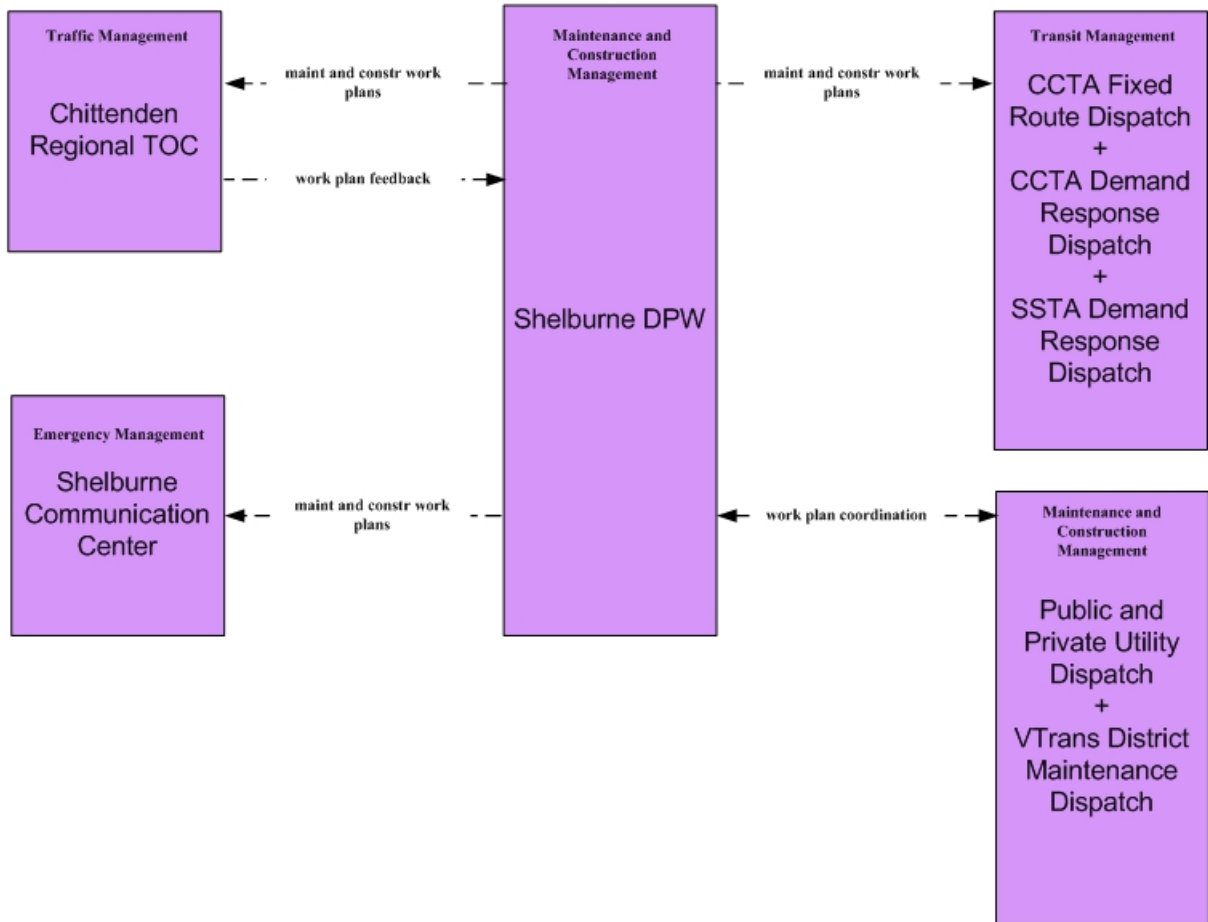 Traffic Management
Chittenden
Regional TOC
maint and constr work
plans
work plan feedback
Maintenance and
Construction
Management
Shelburne DPW
maint and constr work
plans
Transit Management
CCTA Fixed
Route Dispatch
+
CCTA Demand
Response
Dispatch
+
SSTA Demand
Response
Dispatch
Emergency Management
Shelburne
Communication
Center
maint and constr work
plans
work plan coordination
Maintenance and
Construction
Management
Public and
Private Utility
Dispatch
+
VTrans District
Maintenance
Dispatch